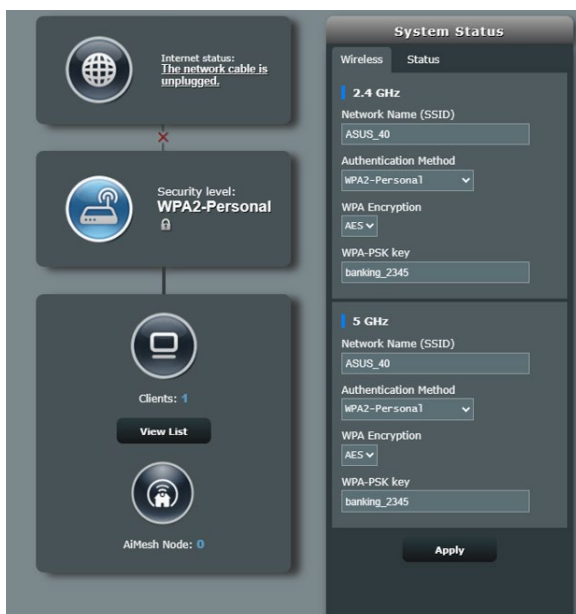 Internet status:
The network cable is
unplugged.
Security level:
WPA2-Personal
Clients: 1
View List
AiMesh Node: 0
System Status
Wireless Status
2.4 GHz
Network Name (SSID)
ASUS_40
Authentication Method
WPA2-Personal
WPA Encryption
AES
WPA-PSK key
banking_2345
5 GHz
Network Name (SSID)
ASUS_40
Authentication Method
WPA2-Personal
WPA Encryption
AES
WPA-PSK key
banking_2345
Apply